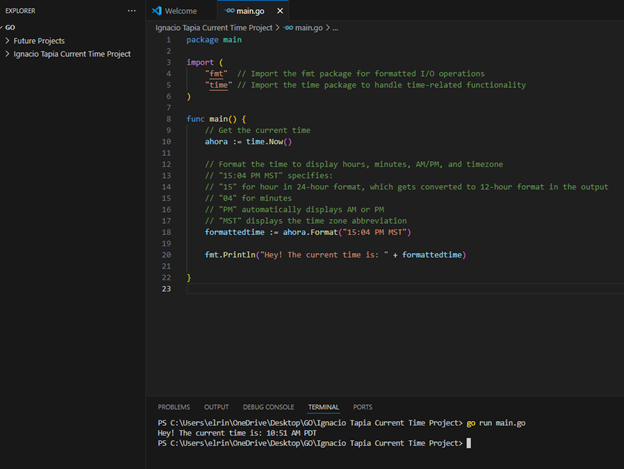 EXPLORER ...
GO
Future Projects
Ignacio Tapia Current Time Project
Welcome
main.go
Ignacio Tapia Current Time Project > main.go > ...
1 package main
2
3 import (
4 "fmt" // Import the fmt package for formatted I/O operations
5 "time" // Import the time package to handle time-related functionality
6 )
7
8 func main() {
9 // Get the current time
10 ahora := time.Now()
11
12 // Format the time to display hours, minutes, AM/PM, and timezone
13 // "15:04 PM MST" specifies:
14 // "15" for hour in 24-hour format, which gets converted to 12-hour format in the output
15 // "04" for minutes
16 // "PM" automatically displays AM or PM
17 // "MST" displays the time zone abbreviation
18 formattedtime := ahora.Format("15:04 PM MST")
19
20 fmt.Println("Hey! The current time is: " + formattedtime)
21
22 }
23
PROBLEMS OUTPUT DEBUG CONSOLE TERMINAL PORTS
PS C:\Users\elrin\OneDrive\Desktop\GO\Ignacio Tapia Current Time Project> go run main.go
Hey! The current time is: 10:51 AM PDT
PS C:\Users\elrin\OneDrive\Desktop\GO\Ignacio Tapia Current Time Project>